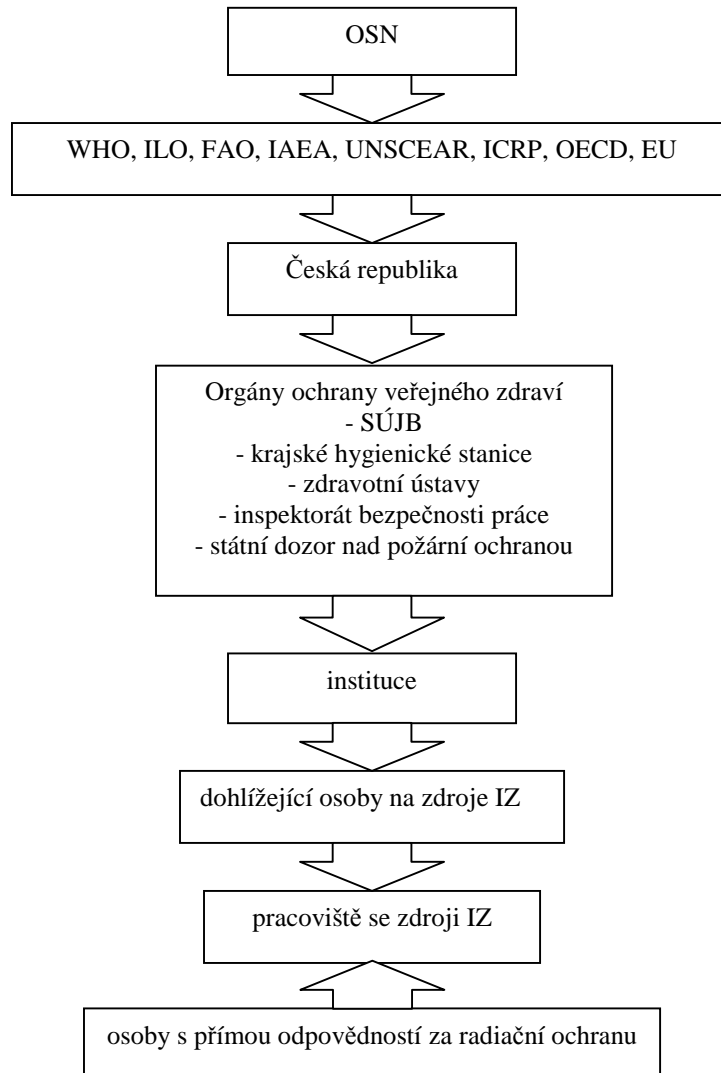 OSN
WHO, ILO, FAO, IAEA, UNSCEAR, ICRP, OECD, EU
Česká republika
Orgány ochrany veřejného zdraví
- SÚJB
- krajské hygienické stanice
- zdravotní ústavy
- inspektorát bezpečnosti práce
- státní dozor nad požární ochranou
instituce
dohlížející osoby na zdroje IZ
pracoviště se zdroji IZ
osoby s přímou odpovědností za radiační ochranu